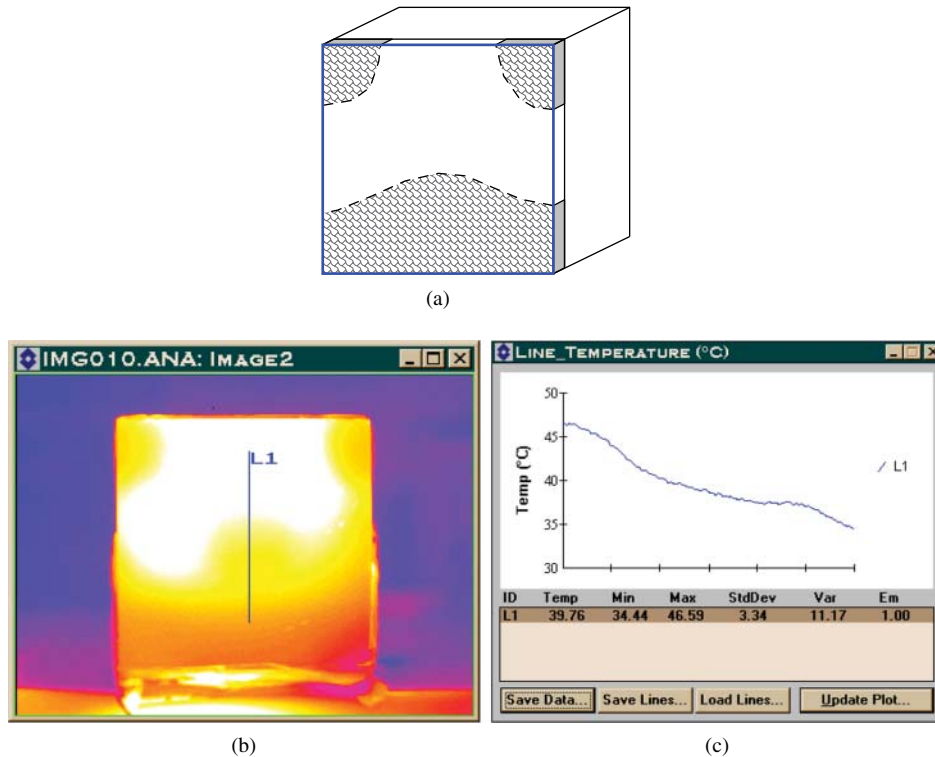 (a)
IMG010.ANA: IMAGE2
L1
(b)
LINE_TEMPERATURE (°C)
50
45
40
35
30
Temp (°C)
L1
ID Temp Min Max StdDev Var Em
L1 39.76 34.44 46.59 3.34 11.17 1.00
Save Data... Save Lines... Load Lines... Update Plot...
(c)